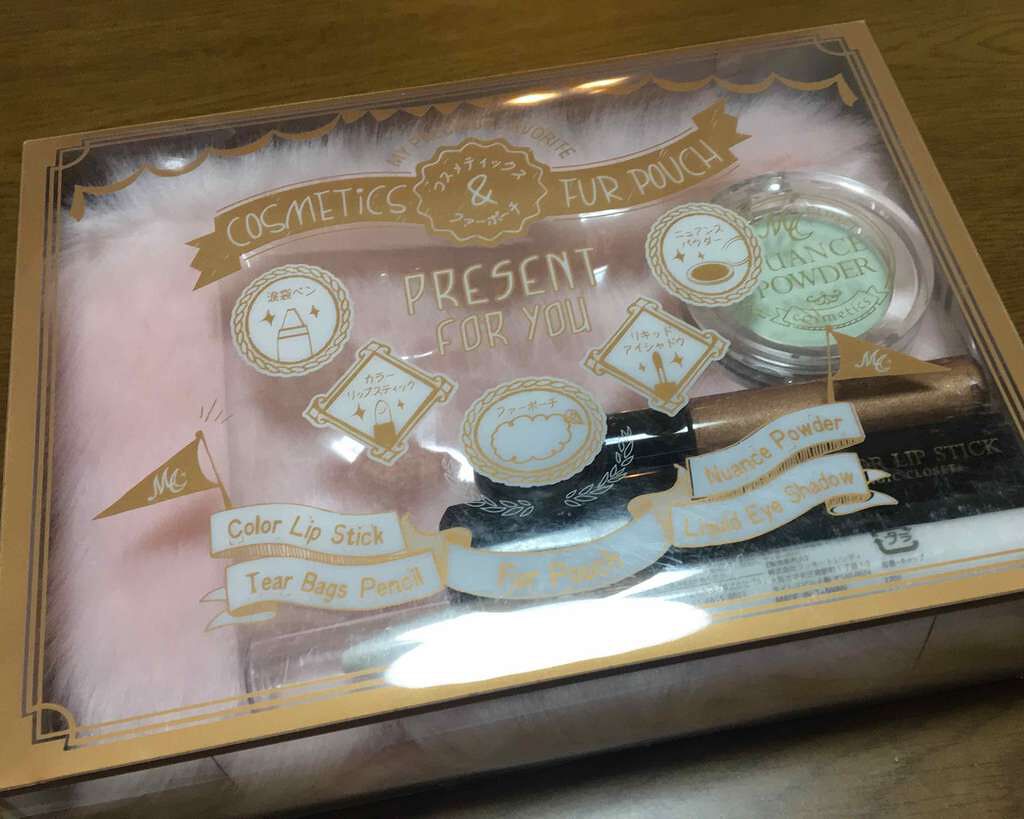 MY FAVORITE
COSMETICS
コスメティックス
&
ファーポーチ
FUR POUCH
PRESENT
FOR YOU
涙袋ペン
カラー
リップスティック
ファーポーチ
リキッド
アイシャドウ
ニュアンス
パウダー
MC
NUANCE
POWDER
cosmetics
MC
MC
Color Lip Stick
Tear Bags Pencil
Fur Pouch
Nuance Powder
Liquid Eye Shadow
OR LIP STICK
CLOSET